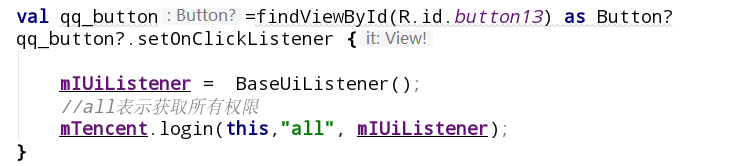 val qq_button : Button? =findViewById(R.id.button13) as Button?
qq_button?.setOnClickListener { it: View!
mIUiListener = BaseUiListener();
//all表示获取所有权限
mTencent.login(this,"all", mIUiListener);
}